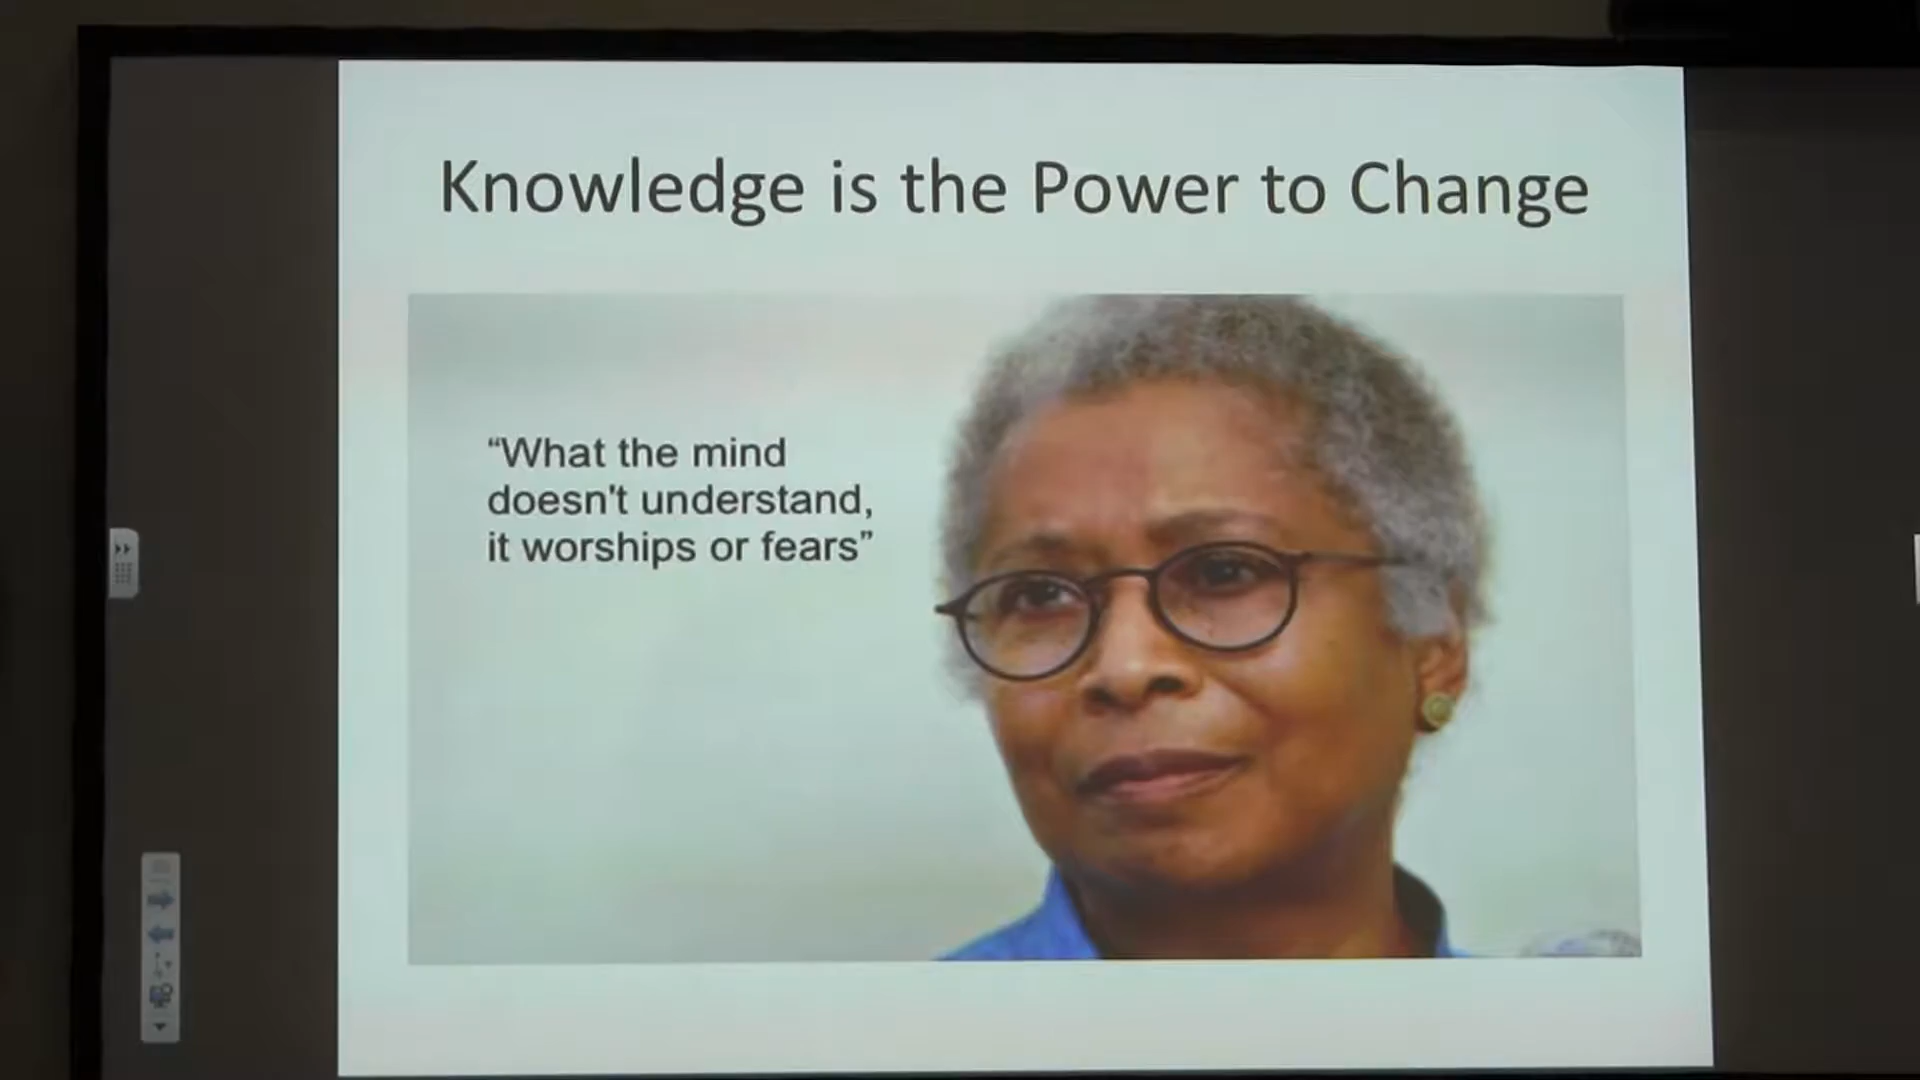 Knowledge is the Power to Change
“What the mind
doesn't understand,
it worships or fears”